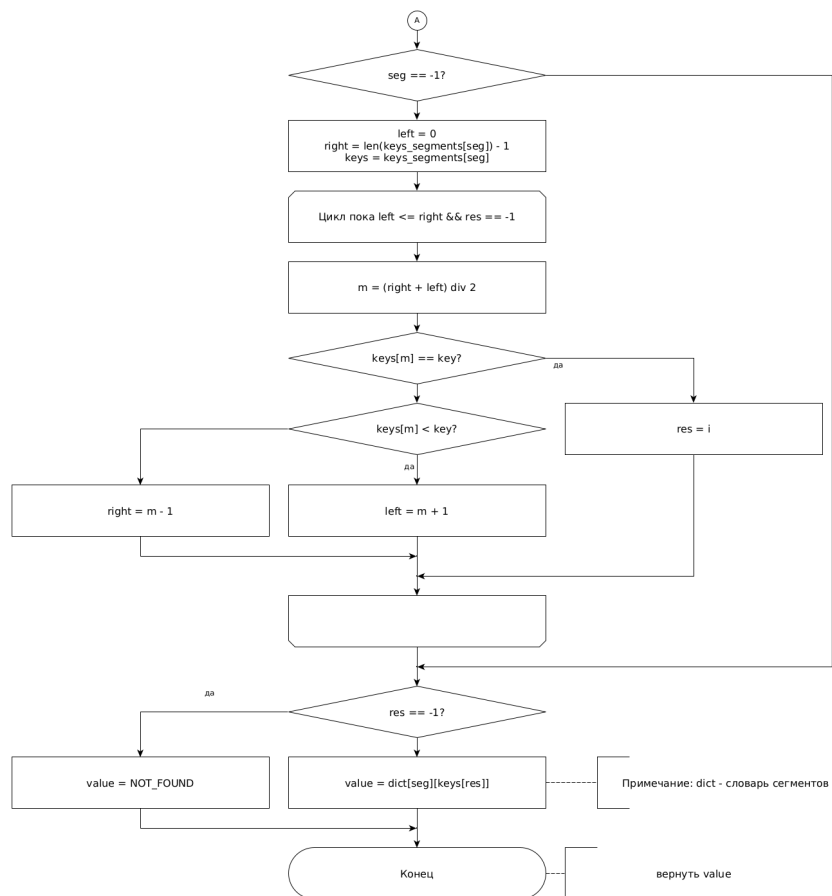 A
seg == -1?
left = 0
right = len(keys_segments[seg]) - 1
keys = keys_segments[seg]
Цикл пока left <= right && res == -1
m = (right + left) div 2
keys[m] == key?
да
keys[m] < key?
res = i
да
right = m - 1
left = m + 1
да
res == -1?
value = NOT_FOUND
value = dict[seg][keys[res]]
Примечание: dict - словарь сегментов
Конец
вернуть value